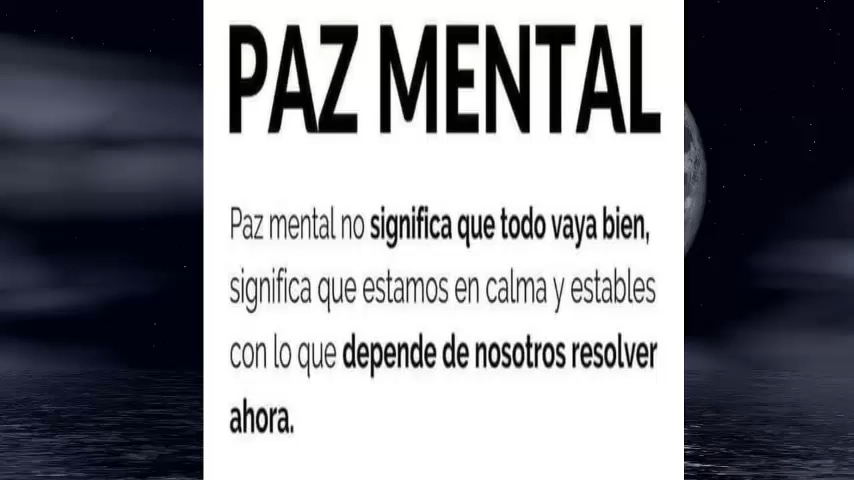 PAZ MENTAL
Paz mental no significa que todo vaya bien,
significa que estamos en calma y estables
con lo que depende de nosotros resolver
ahora.